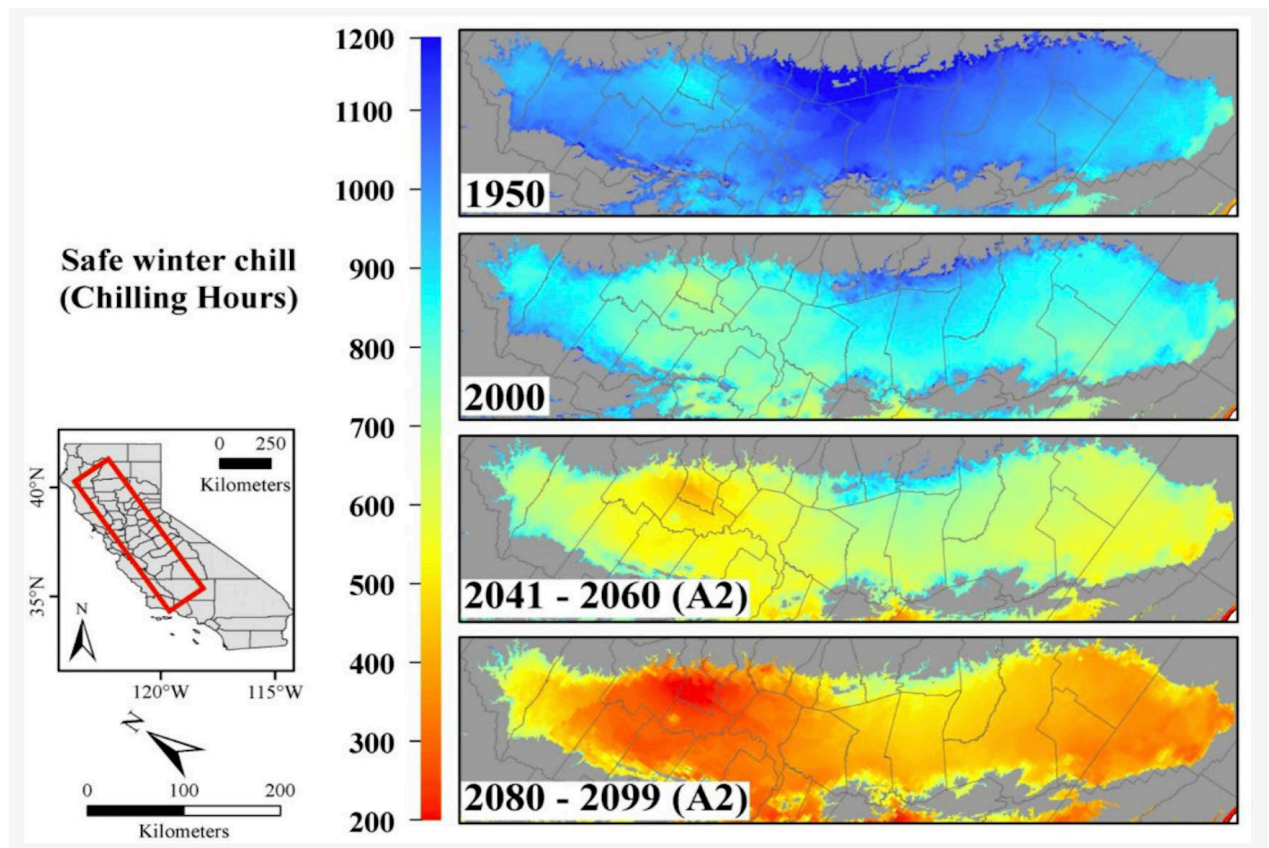 Safe winter chill
(Chilling Hours)
1200
1100
1000
900
800
700
600
500
400
300
200
1950
2000
2041 - 2060 (A2)
2080 - 2099 (A2)
0 250
Kilometers
40°N
35°N
N
120°W 115°W
N
0 100 200
Kilometers